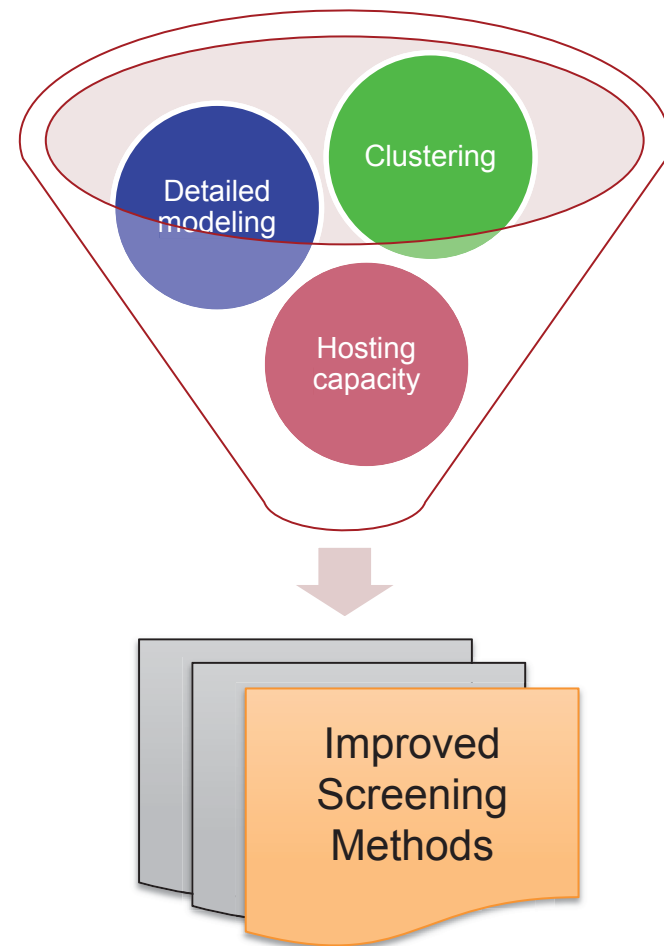 Clustering
Detailed
modeling
Hosting
capacity
Improved
Screening
Methods